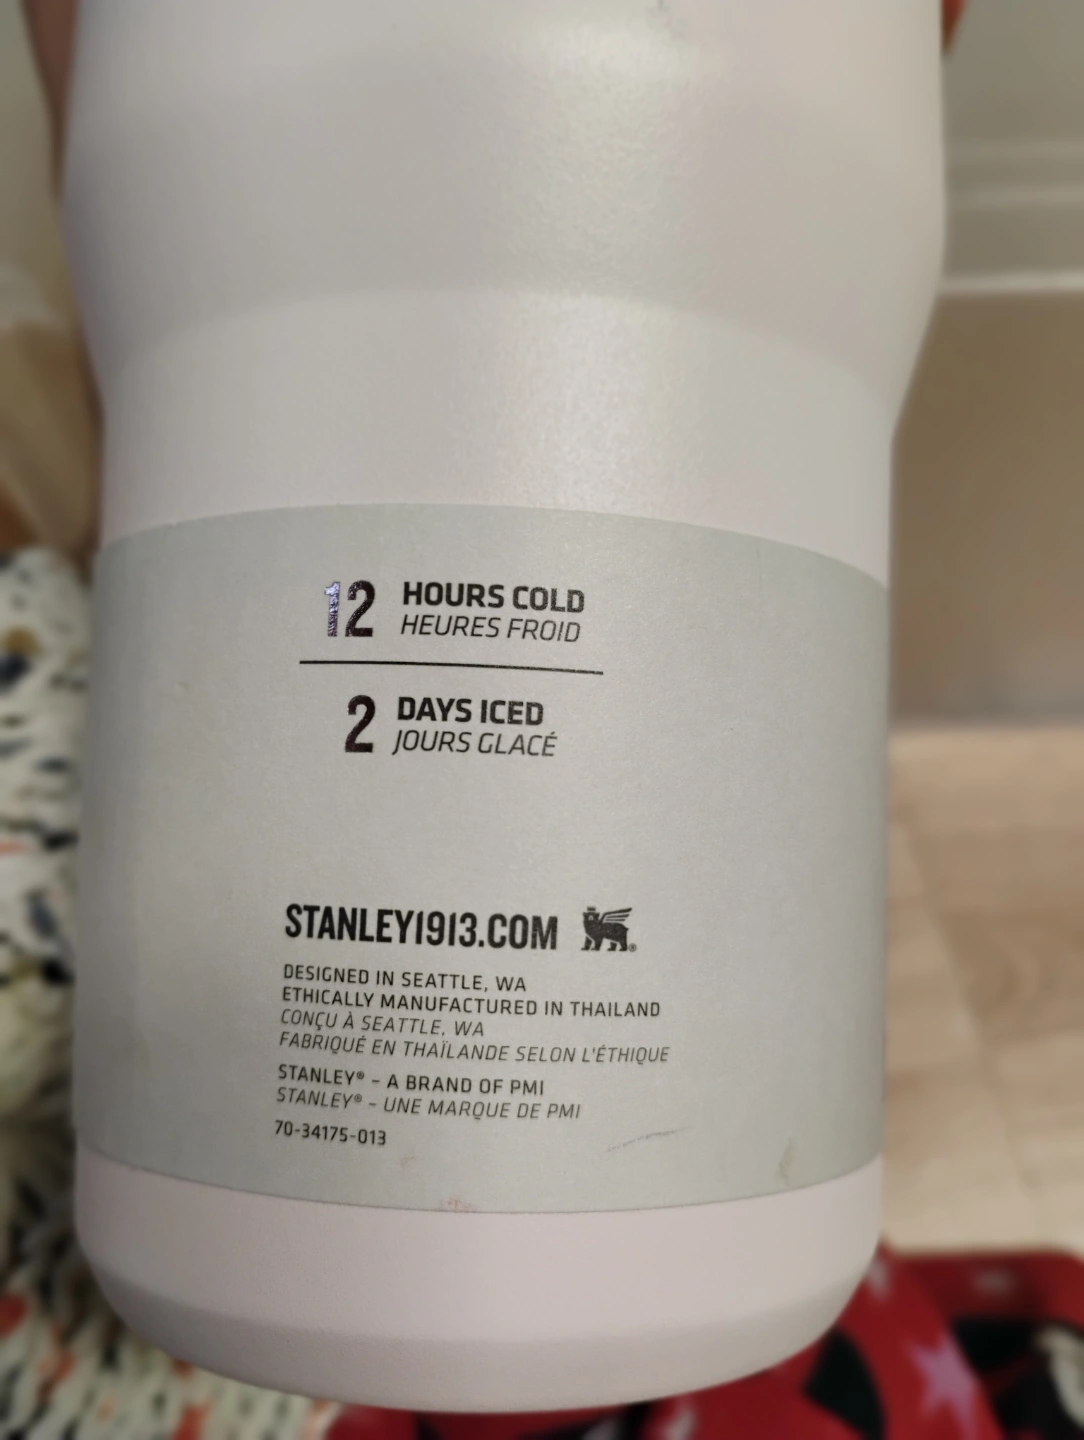 12 HOURS COLD
HEURES FROID
2 DAYS ICED
JOURS GLACÉ
STANLEY1913.COM
DESIGNED IN SEATTLE, WA
ETHICALLY MANUFACTURED IN THAILAND
CONÇU À SEATTLE, WA
FABRIQUÉ EN THAÏLANDE SELON L'ÉTHIQUE
STANLEY® – A BRAND OF PMI
STANLEY® – UNE MARQUE DE PMI
70-34175-013